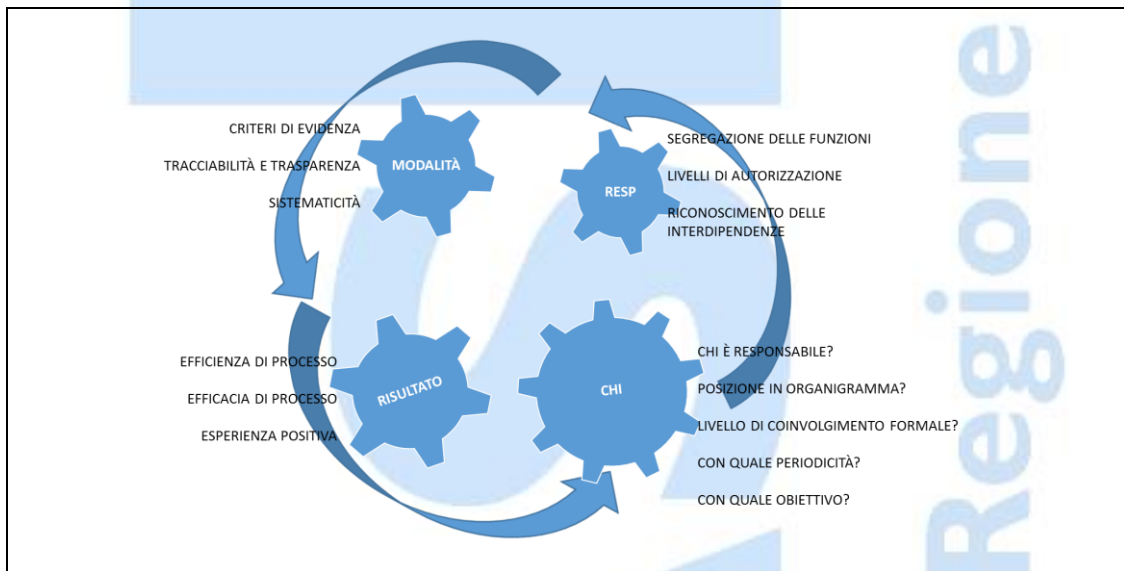 CRITERI DI EVIDENZA
TRACCIABILITÀ E TRASPARENZA
SISTEMATICITÀ
MODALITÀ
RESP
SEGREGAZIONE DELLE FUNZIONI
LIVELLI DI AUTORIZZAZIONE
RICONOSCIMENTO DELLE
INTERDIPENDENZE
EFFICIENZA DI PROCESSO
EFFICACIA DI PROCESSO
ESPERIENZA POSITIVA
RISULTATO
CHI
CHI È RESPONSABILE?
POSIZIONE IN ORGANIGRAMMA?
LIVELLO DI COINVOLGIMENTO FORMALE?
CON QUALE PERIODICITÀ?
CON QUALE OBIETTIVO?
Regione